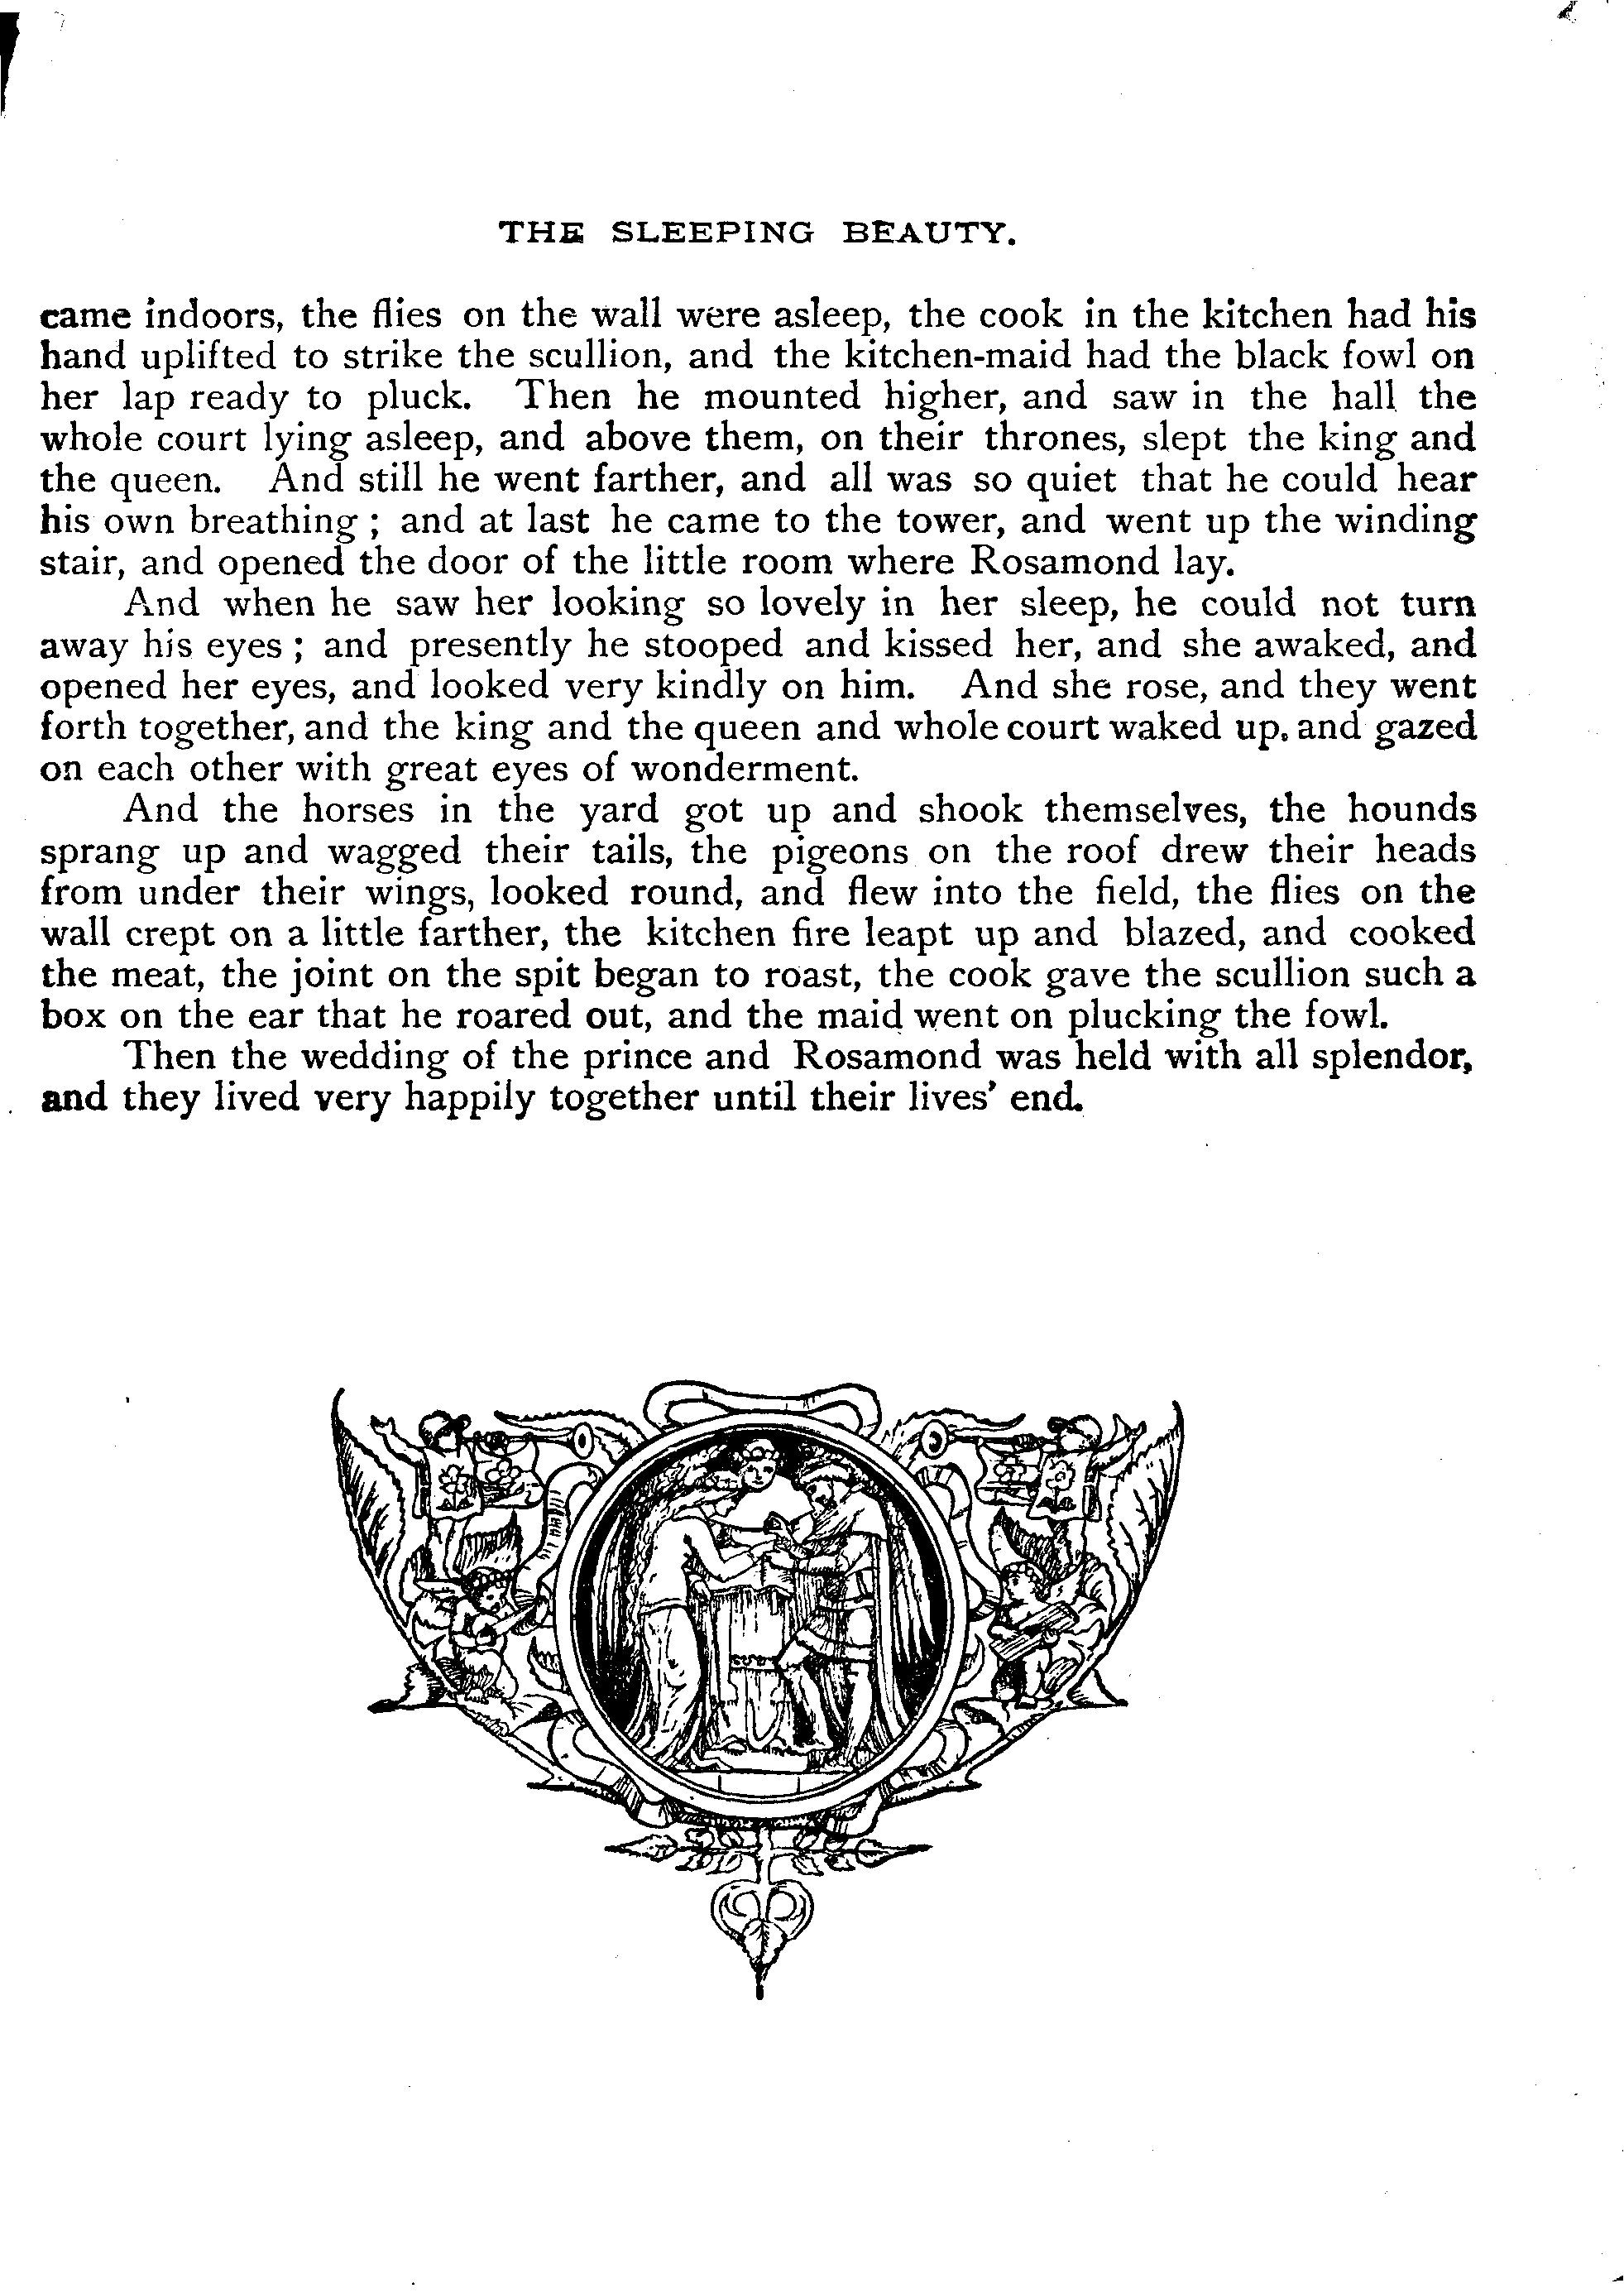 THE SLEEPING BEAUTY.
came indoors, the flies on the wall were asleep, the cook in the kitchen had his
hand uplifted to strike the scullion, and the kitchen-maid had the black fowl on
her lap ready to pluck. Then he mounted higher, and saw in the hall the
whole court lying asleep, and above them, on their thrones, slept the king and
the queen. And still he went farther, and all was so quiet that he could hear
his own breathing ; and at last he came to the tower, and went up the winding
stair, and opened the door of the little room where Rosamond lay.
And when he saw her looking so lovely in her sleep, he could not turn
away his eyes ; and presently he stooped and kissed her, and she awaked, and
opened her eyes, and looked very kindly on him. And she rose, and they went
forth together, and the king and the queen and whole court waked up, and gazed
on each other with great eyes of wonderment.
And the horses in the yard got up and shook themselves, the hounds
sprang up and wagged their tails, the pigeons on the roof drew their heads
from under their wings, looked round, and flew into the field, the flies on the
wall crept on a little farther, the kitchen fire leapt up and blazed, and cooked
the meat, the joint on the spit began to roast, the cook gave the scullion such a
box on the ear that he roared out, and the maid went on plucking the fowl.
Then the wedding of the prince and Rosamond was held with all splendor,
and they lived very happily together until their lives' end.